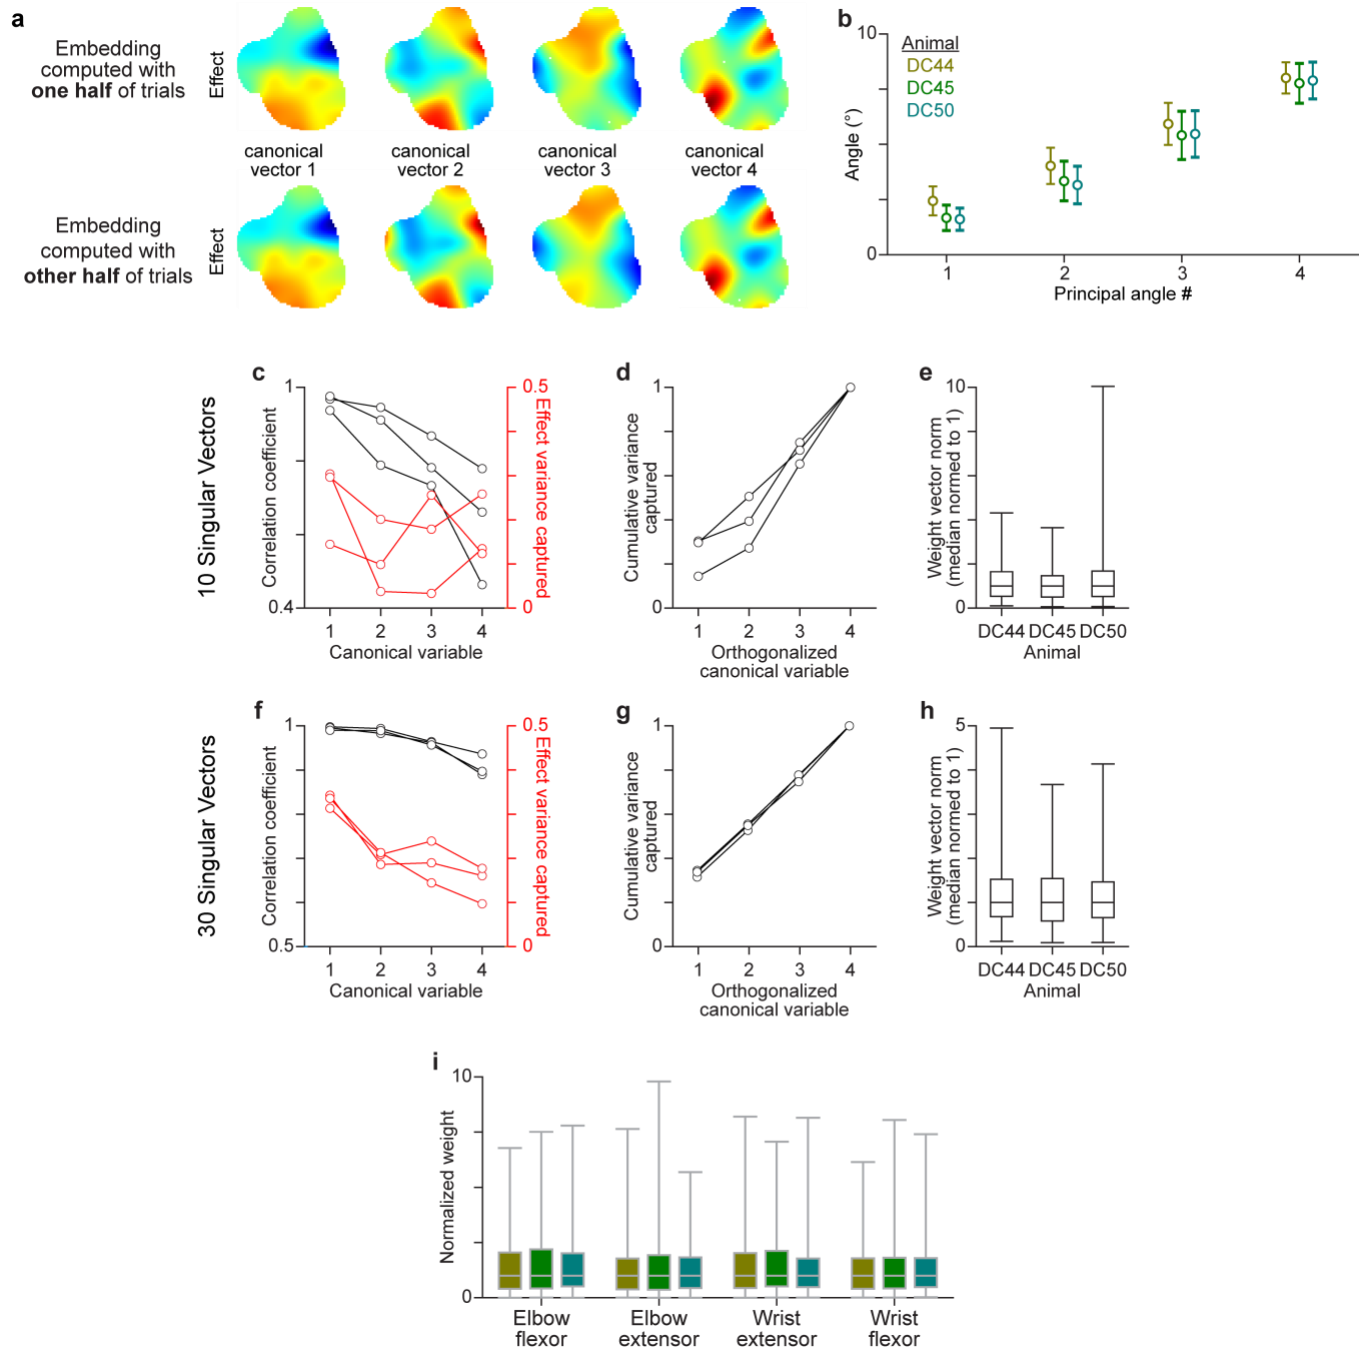 a
Embedding
computed with
one half of trials
Effect
canonical
vector 1
canonical
vector 2
canonical
vector 3
canonical
vector 4
Embedding
computed with
other half of trials
Effect
b
10
0
Angle (°)
Animal
DC44
DC45
DC50
1
2
3
4
Principal angle #
10 Singular Vectors
c
1
0.4
Correlation coefficient
0.5
0
Effect variance captured
1
2
3
4
Canonical variable
d
1
0
Cumulative variance
captured
1
2
3
4
Orthogonalized
canonical variable
e
10
0
Weight vector norm
(median normed to 1)
DC44
DC45
DC50
Animal
30 Singular Vectors
f
1
0.5
Correlation coefficient
0.5
0
Effect variance captured
1
2
3
4
Canonical variable
g
1
0
Cumulative variance
captured
1
2
3
4
Orthogonalized
canonical variable
h
5
0
Weight vector norm
(median normed to 1)
DC44
DC45
DC50
Animal
i
10
0
Normalized weight
Elbow
flexor
Elbow
extensor
Wrist
extensor
Wrist
flexor